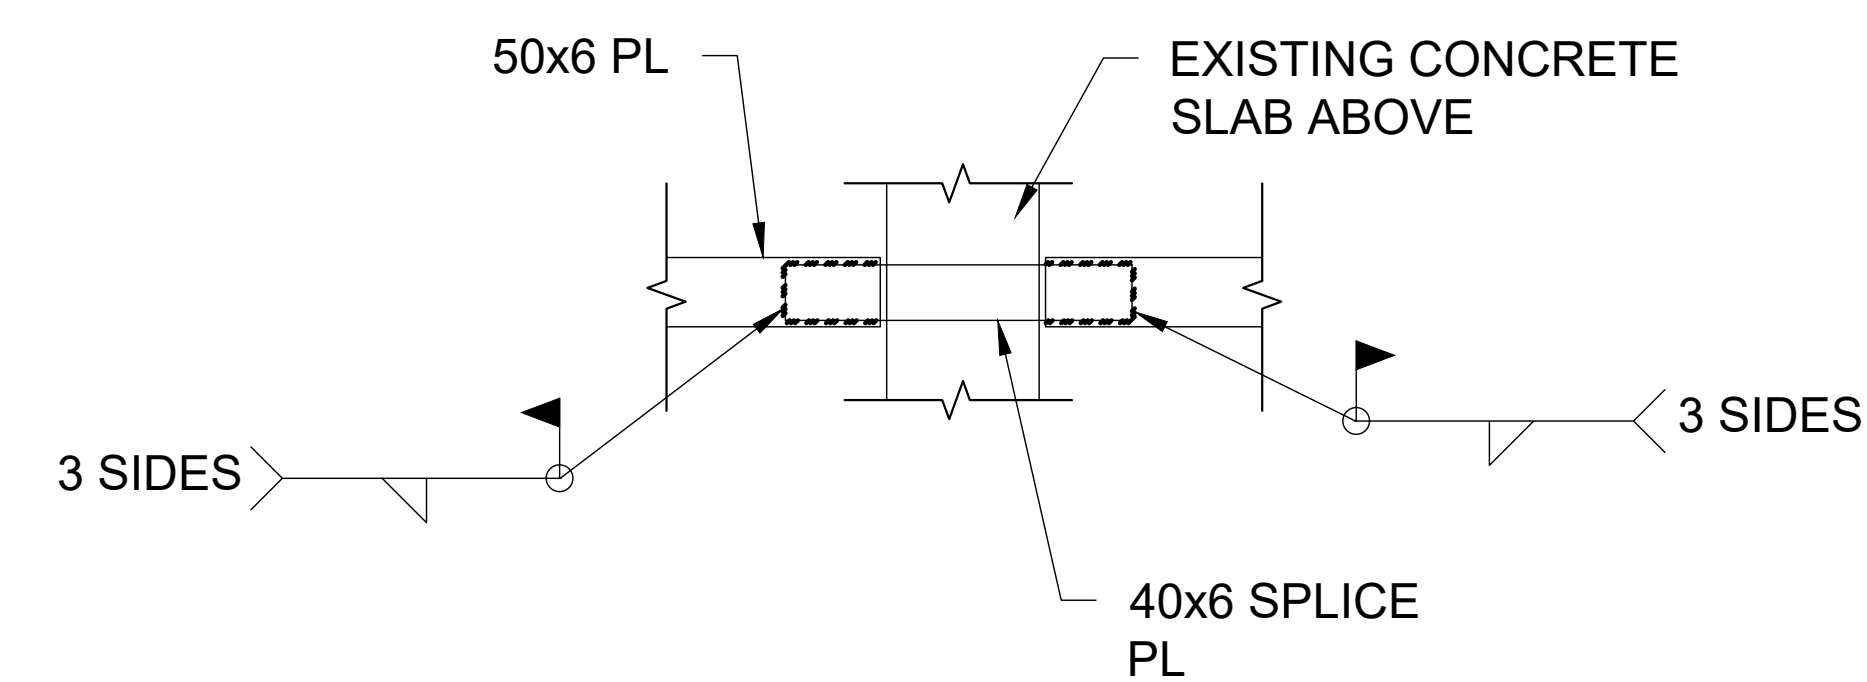 50x6 PL
EXISTING CONCRETE
SLAB ABOVE
3 SIDES
3 SIDES
40x6 SPLICE
PL